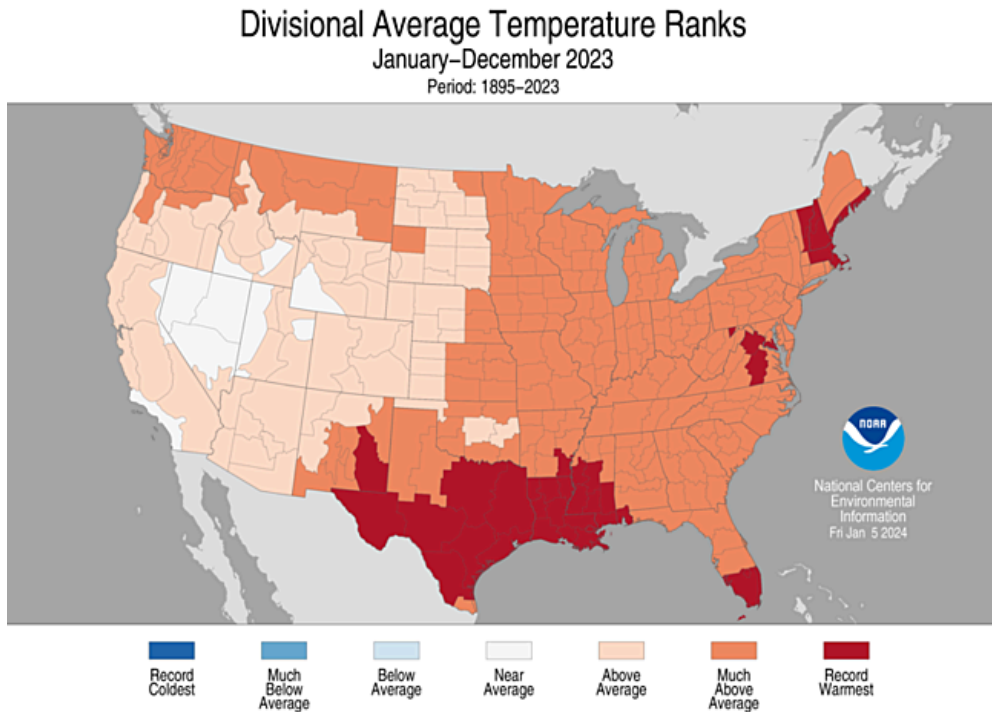 Divisional Average Temperature Ranks
January–December 2023
Period: 1895–2023
NOAA
National Centers for
Environmental
Information
Fri Jan 5 2024
Record
Coldest
Much
Below
Average
Below
Average
Near
Average
Above
Average
Much
Above
Average
Record
Warmest